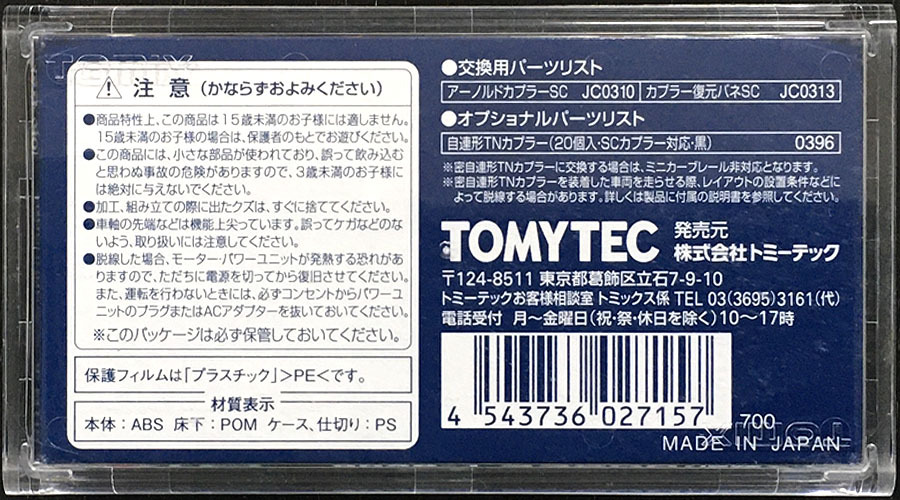 TOMIX
⚠ 注意（かならずおよみください）
●商品特性上、この商品は15歳未満のお子様には適しません。
15歳未満のお子様の場合は、保護者のもとでお遊びください。
●この商品には、小さな部品が使われており、誤って飲み込む
と思わぬ事故の危険がありますので、3歳未満のお子様に
は絶対に与えないでください。
●加工、組み立ての際に出たクズは、すぐに捨ててください。
●車軸の先端などは機能上尖っています。誤ってケガなどのな
いよう、取り扱いには注意してください。
●脱線した場合、モーター・パワーユニットが発熱する恐れがあ
りますので、ただちに電源を切ってから復旧させてください。
また、運転を行わないときには、必ずコンセントからパワーユ
ニットのプラグまたはACアダプターを抜いておいてください。
※このパッケージは必ず保管しておいてください。
保護フィルムは「プラスチック」＞PE＜です。
材質表示
本体：ABS 床下：POM ケース、仕切り：PS
●交換用パーツリスト
アーノルドカプラーSC JC0310 カプラー復元バネSC JC0313
●オプショナルパーツリスト
自連形TNカプラー（20個入・SCカプラー対応・黒） 0396
※密自連形TNカプラーに交換する場合は、ミニカーブレール非対応となります。
※密自連形TNカプラーを装着した車両を走らせる際、レイアウトの設置条件などに
よって脱線する場合があります。詳しくは製品に付属の説明書を参照してください。
TOMYTEC 発売元
株式会社トミーテック
〒124-8511 東京都葛飾区立石7-9-10
トミーテックお客様相談室 トミックス係 TEL 03(3695)3161(代)
電話受付 月〜金曜日(祝・祭・休日を除く)10〜17時
4 543736 027157
700
MADE IN JAPAN
TOMIX